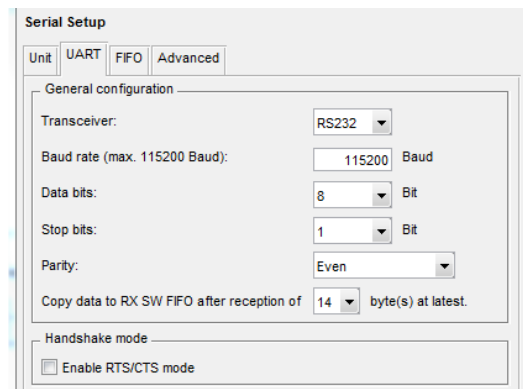 Serial Setup
Unit UART FIFO Advanced
General configuration
Transceiver: RS232
Baud rate (max. 115200 Baud): 115200 Baud
Data bits: 8 Bit
Stop bits: 1 Bit
Parity: Even
Copy data to RX SW FIFO after reception of 14 byte(s) at latest.
Handshake mode
Enable RTS/CTS mode